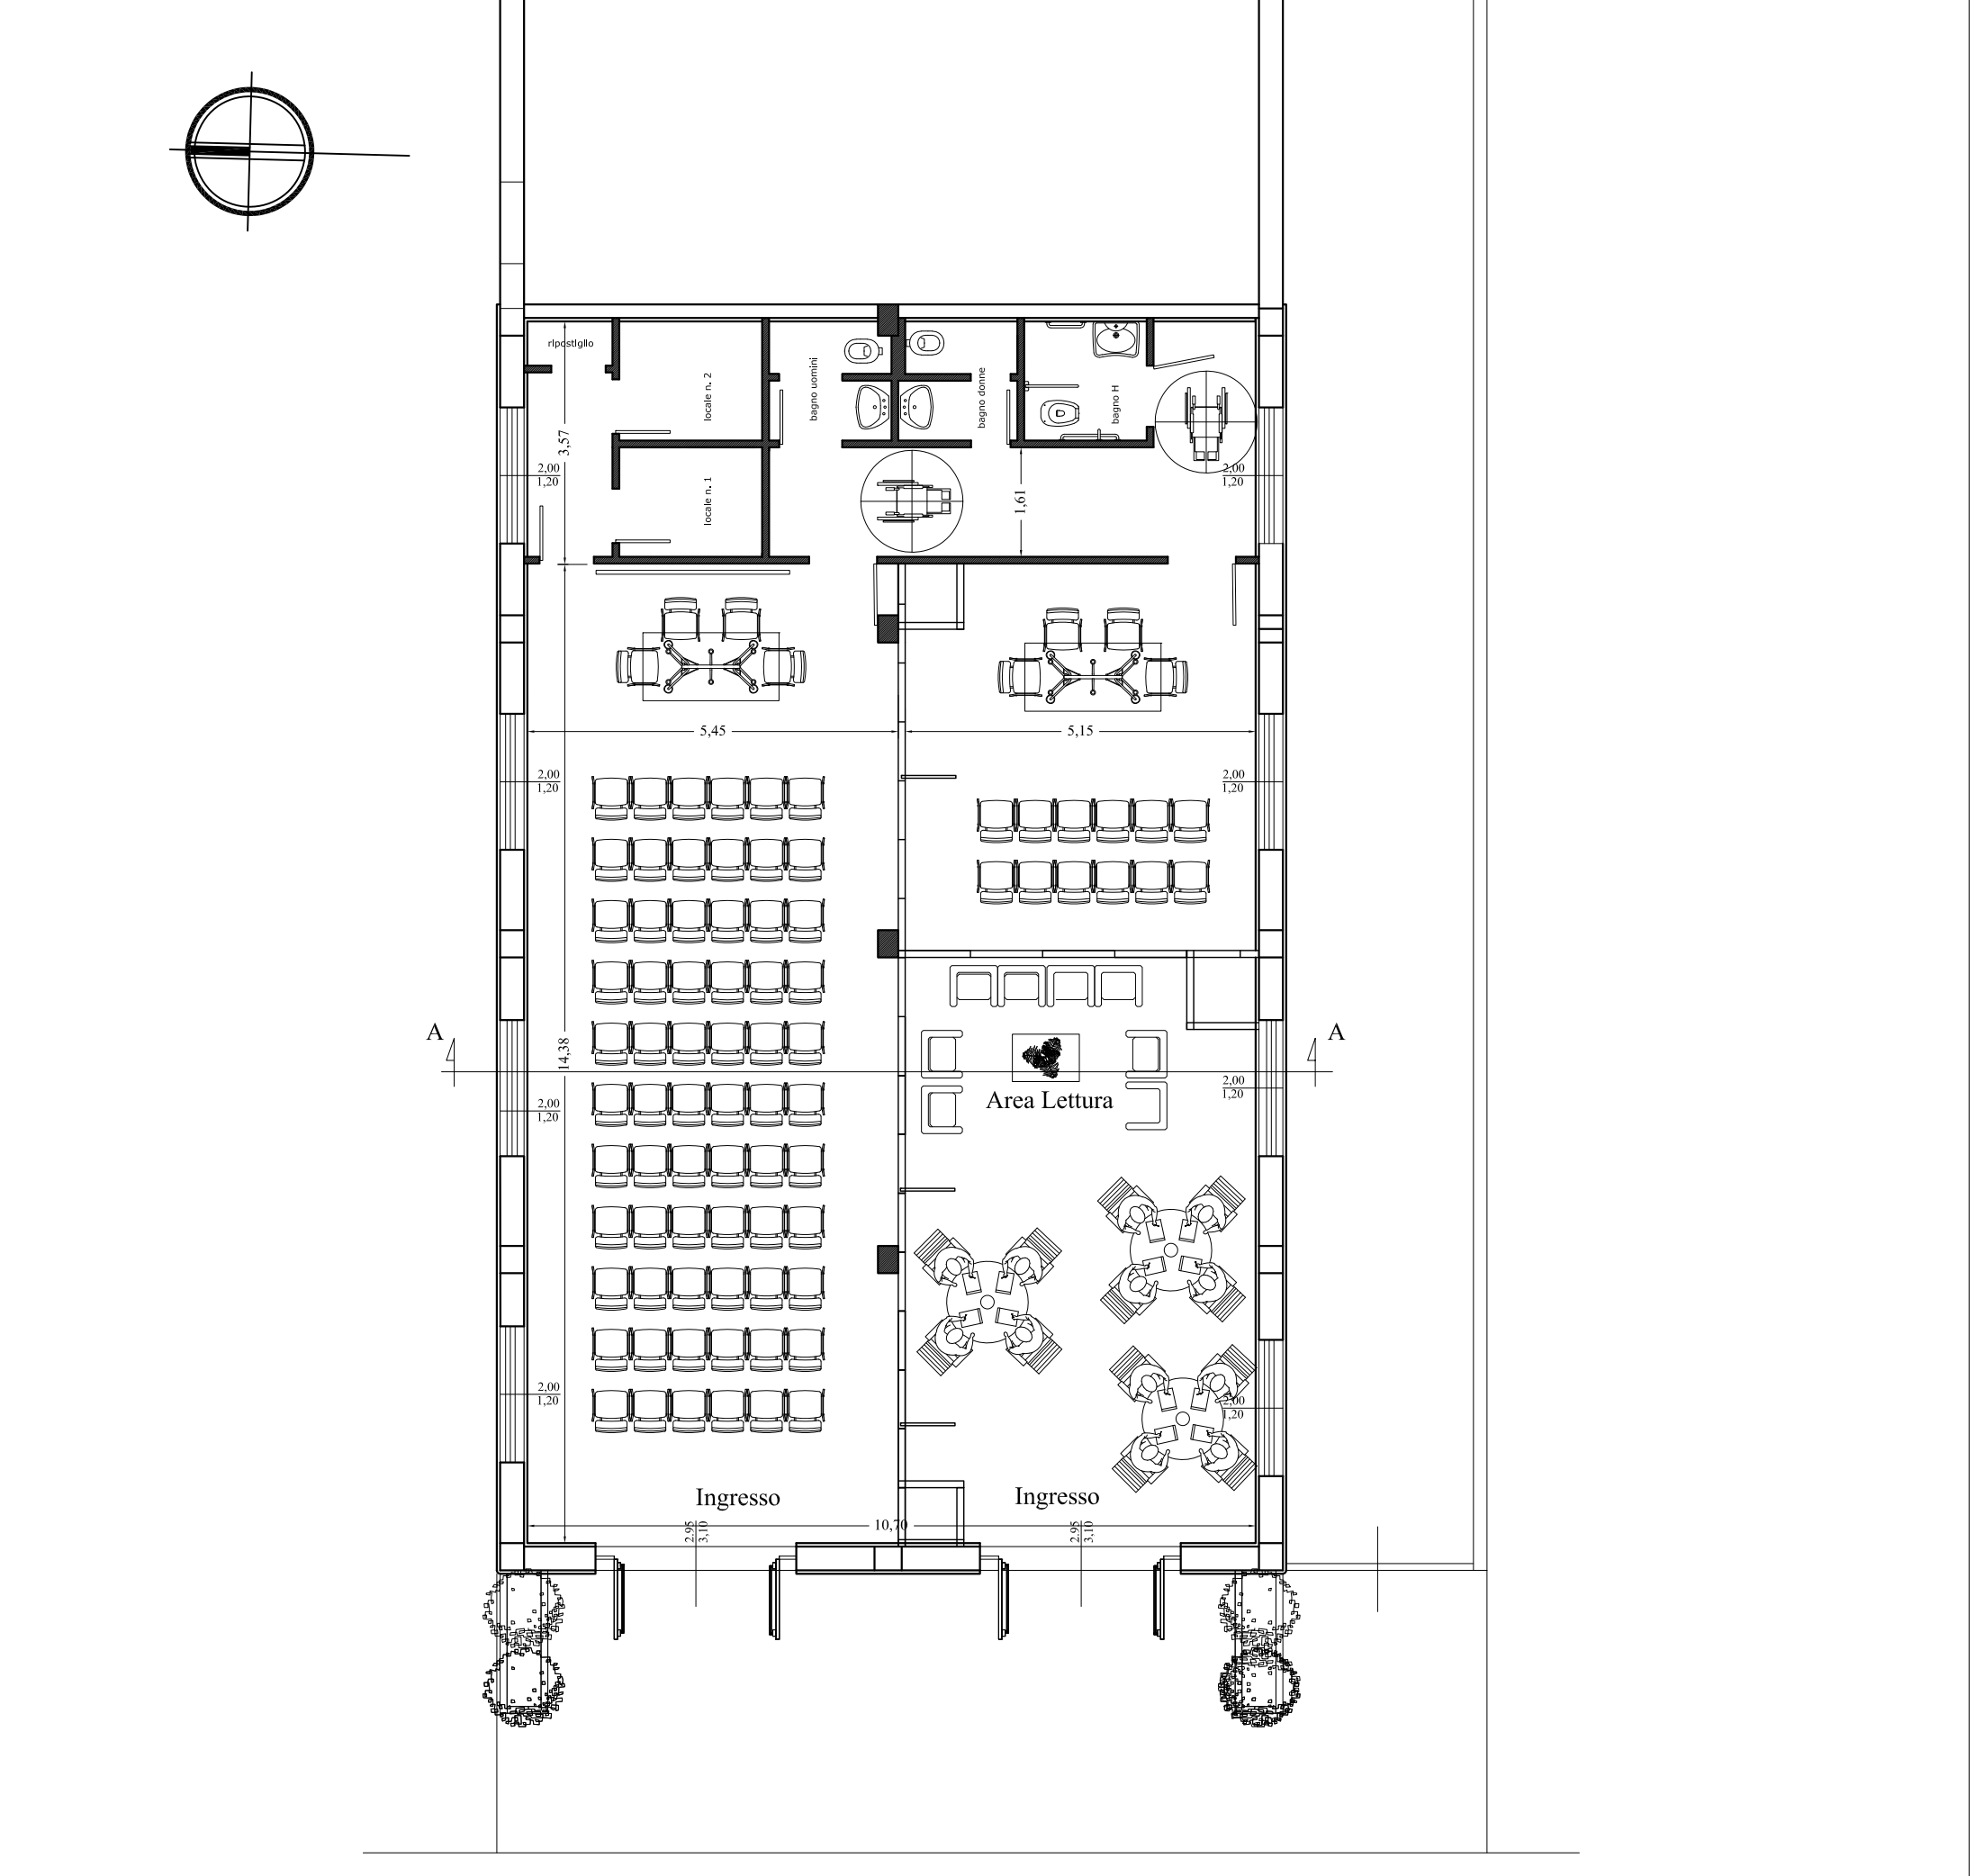 ripostiglio
locale n. 2
bagno uomini
bagno donne
bagno H
3,57
2,00
1,20
locale n. 1
1,61
2,00
1,20
5,45
5,15
2,00
1,20
2,00
1,20
A
A
14,38
2,00
1,20
Area Lettura
2,00
1,20
2,00
1,20
2,00
1,20
Ingresso
Ingresso
2.95
3,10
10,70
2.95
3,10